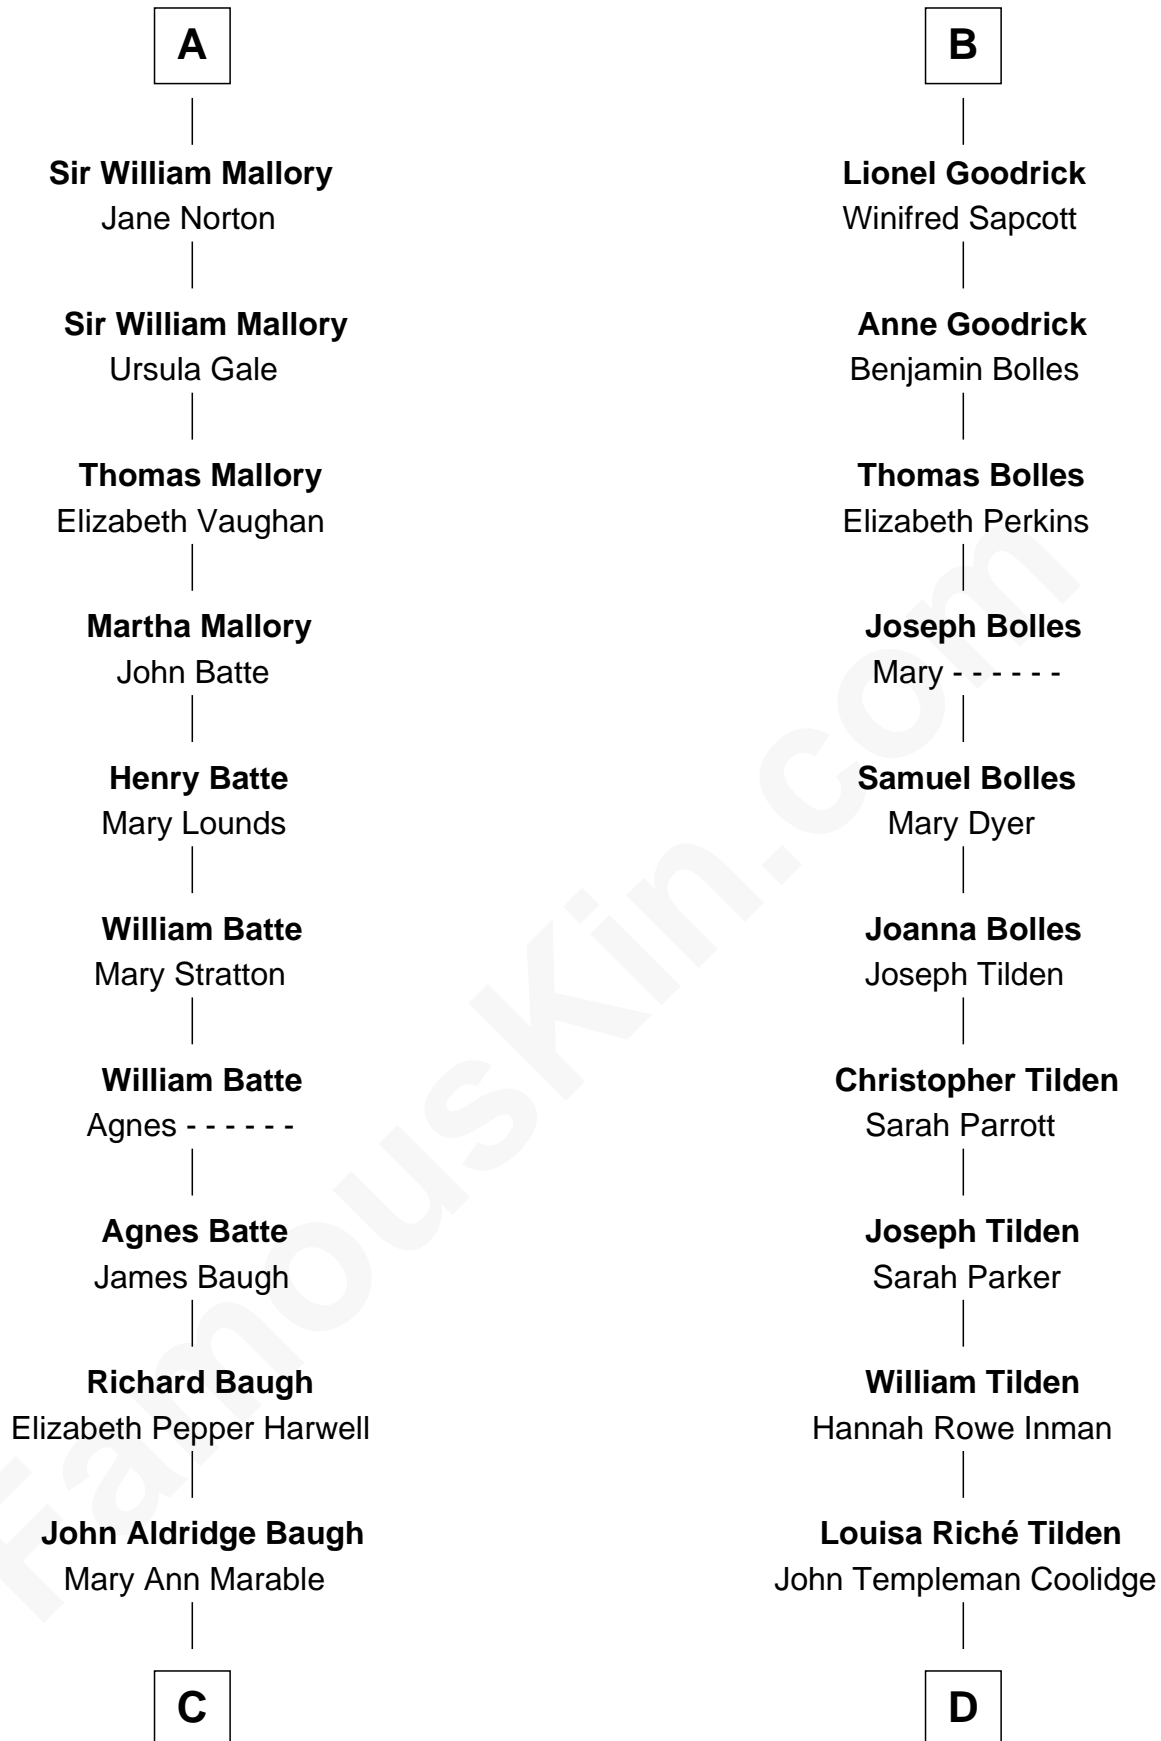 A
Sir William Mallory
Jane Norton
Sir William Mallory
Ursula Gale
Thomas Mallory
Elizabeth Vaughan
Martha Mallory
John Batte
Henry Batte
Mary Lounds
William Batte
Mary Stratton
William Batte
Agnes - - - - - -
Agnes Batte
James Baugh
Richard Baugh
Elizabeth Pepper Harwell
John Aldridge Baugh
Mary Ann Marable
C
B
Lionel Goodrick
Winifred Sapcott
Anne Goodrick
Benjamin Bolles
Thomas Bolles
Elizabeth Perkins
Joseph Bolles
Mary - - - - - -
Samuel Bolles
Mary Dyer
Joanna Bolles
Joseph Tilden
Christopher Tilden
Sarah Parrott
Joseph Tilden
Sarah Parker
William Tilden
Hannah Rowe Inman
Louisa Riché Tilden
John Templeman Coolidge
D
FamousKin.com